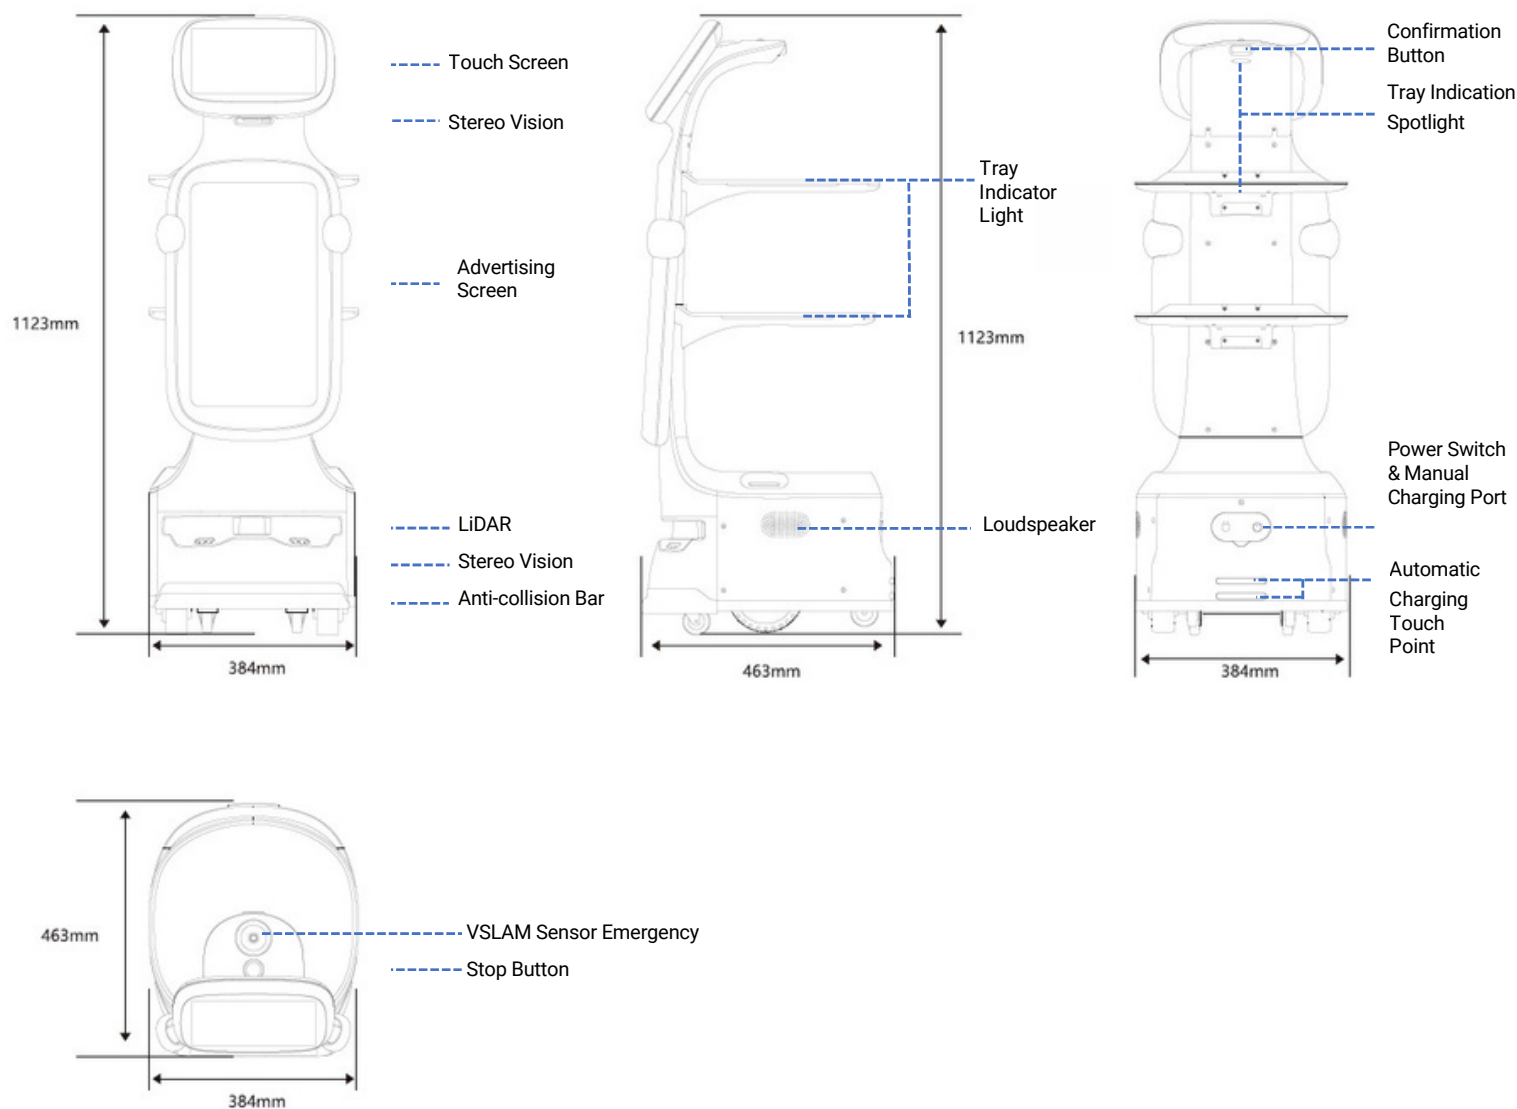 Touch Screen
Stereo Vision
Advertising
Screen
1123mm
LiDAR
Stereo Vision
Anti-collision Bar
384mm
Tray
Indicator
Light
1123mm
Loudspeaker
463mm
Confirmation
Button
Tray Indication
Spotlight
Power Switch
& Manual
Charging Port
Automatic
Charging
Touch
Point
384mm
463mm
VSLAM Sensor Emergency
Stop Button
384mm